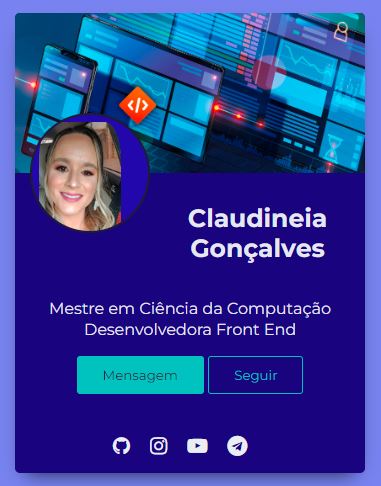 Claudineia
Gonçalves
Mestre em Ciência da Computação
Desenvolvedora Front End
Mensagem
Seguir